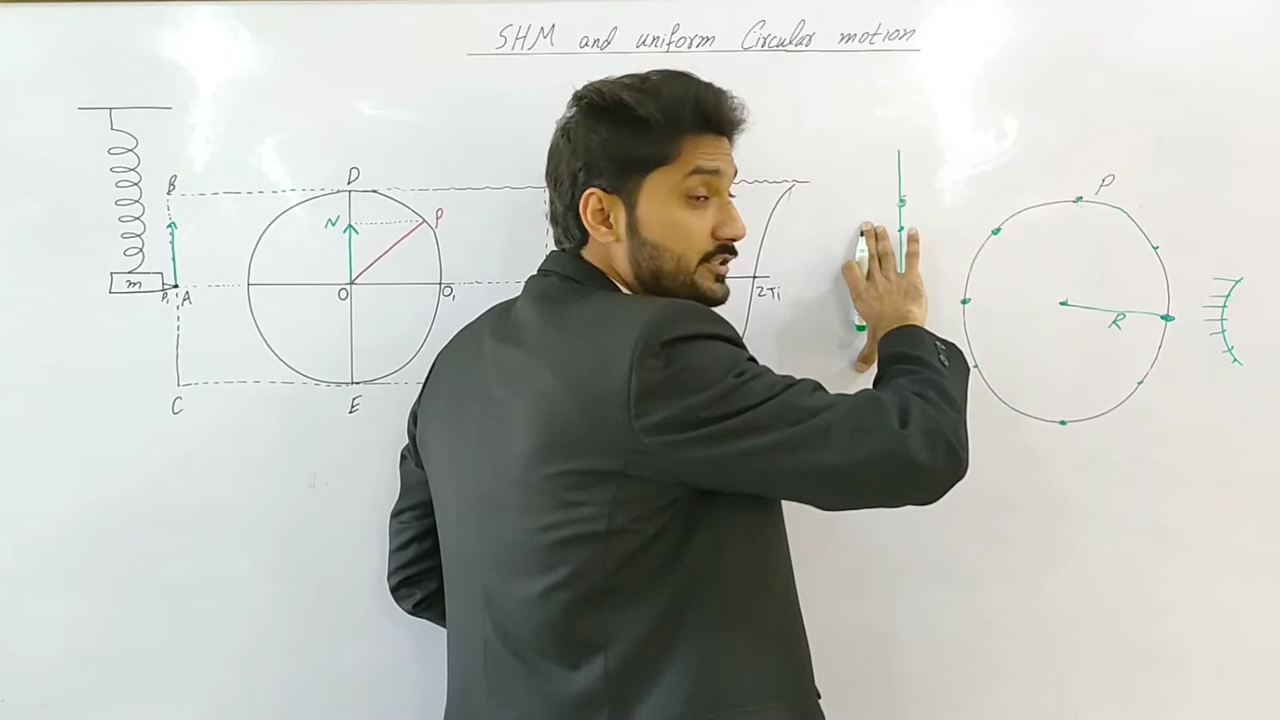 SHM and uniform Circular motion
B
D
P
N
P
m
P₁
A
O
O₁
2Ti
R
C
E